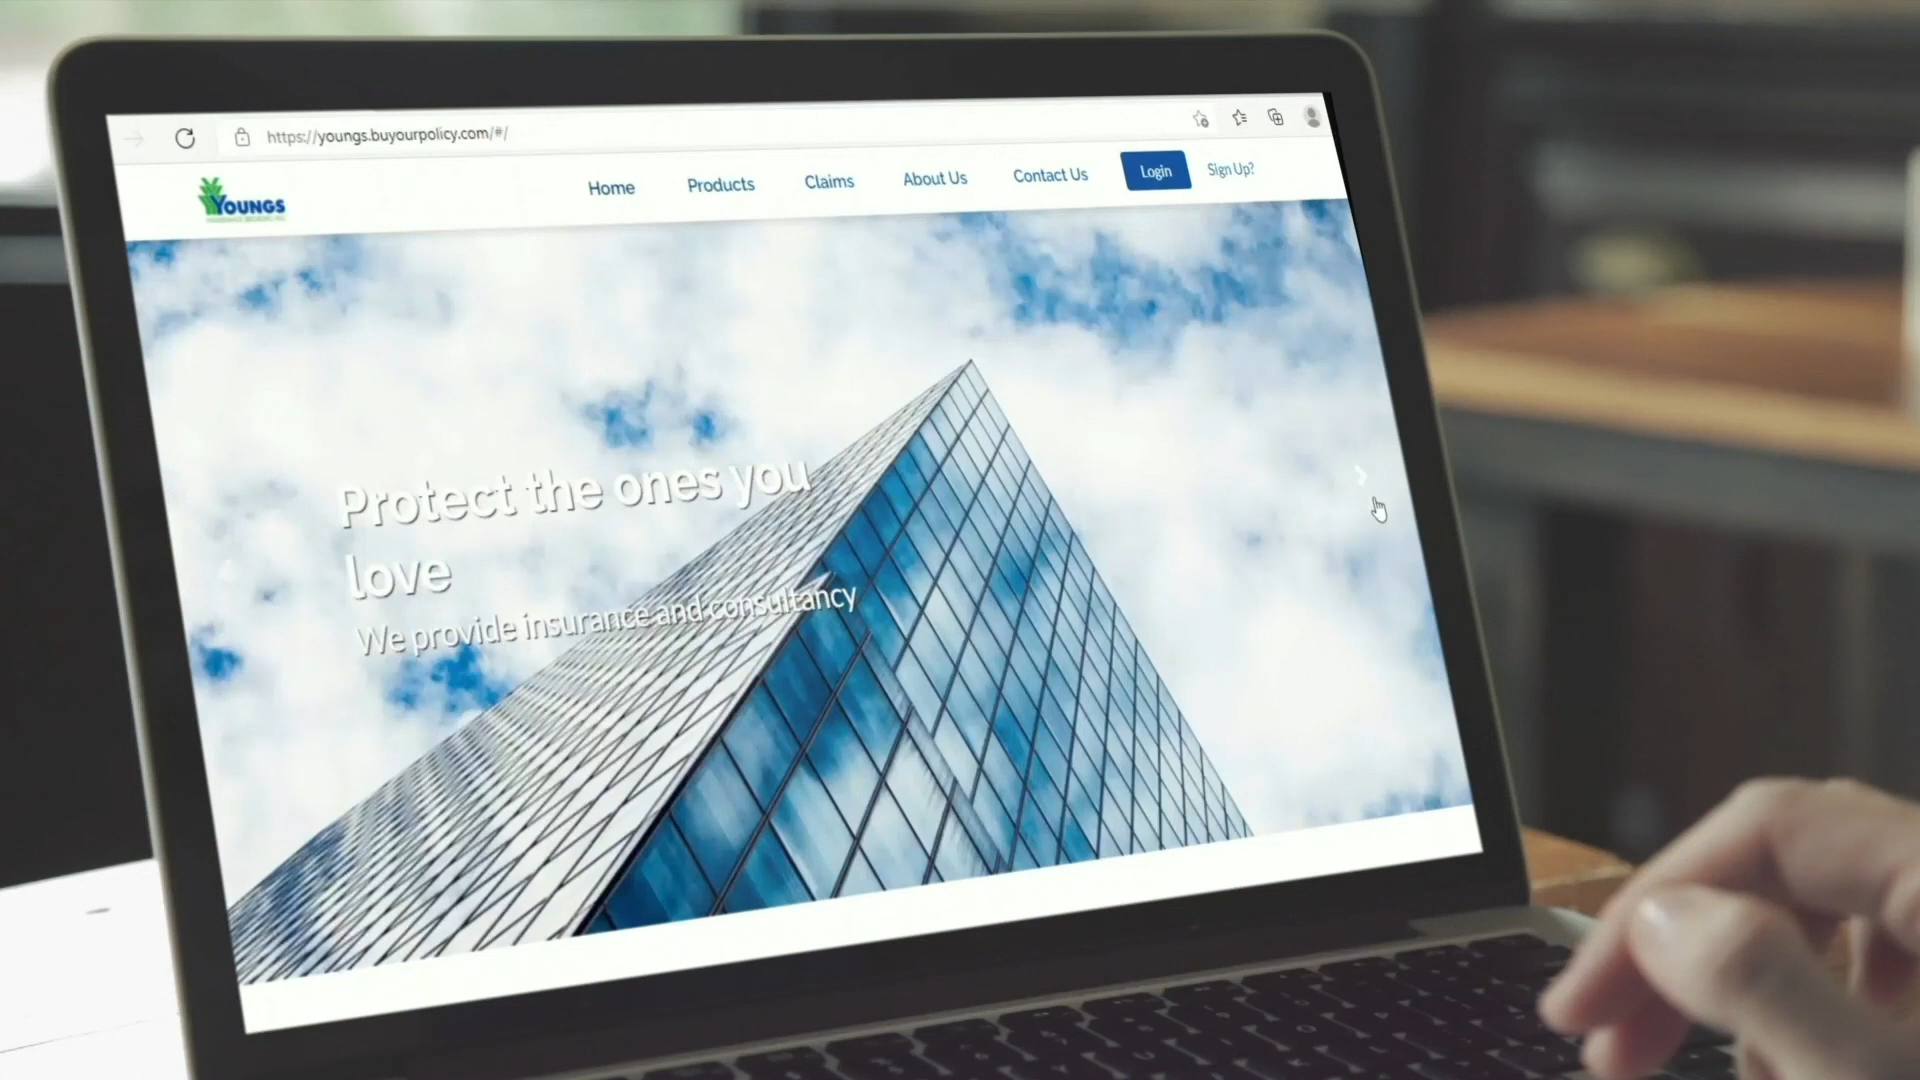 https://youngs.buyourpolicy.com/#/
YOUNGS
Home Products Claims About Us Contact Us Login Sign Up?
Protect the ones you
love
We provide insurance and consultancy